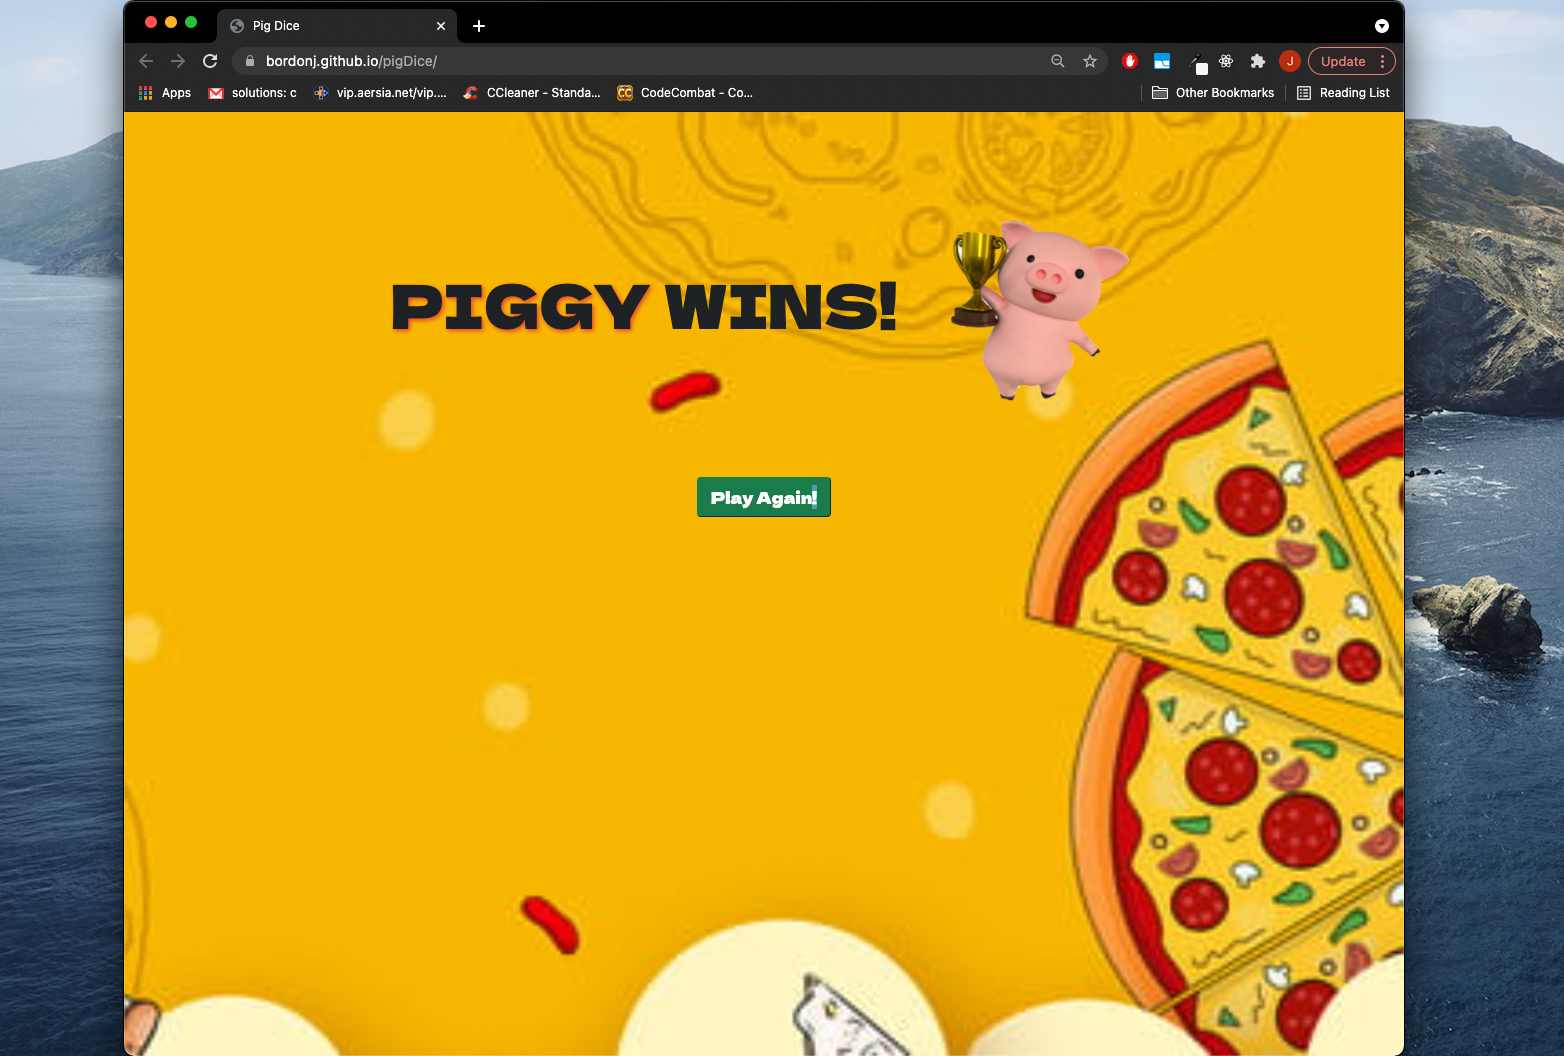 Pig Dice
bordonj.github.io/pigDice/
J
Update
Apps
solutions: c
vip.aersia.net/vip....
CCleaner - Standa...
CC
CodeCombat - Co...
Other Bookmarks
Reading List
PIGGY WINS!
Play Again!